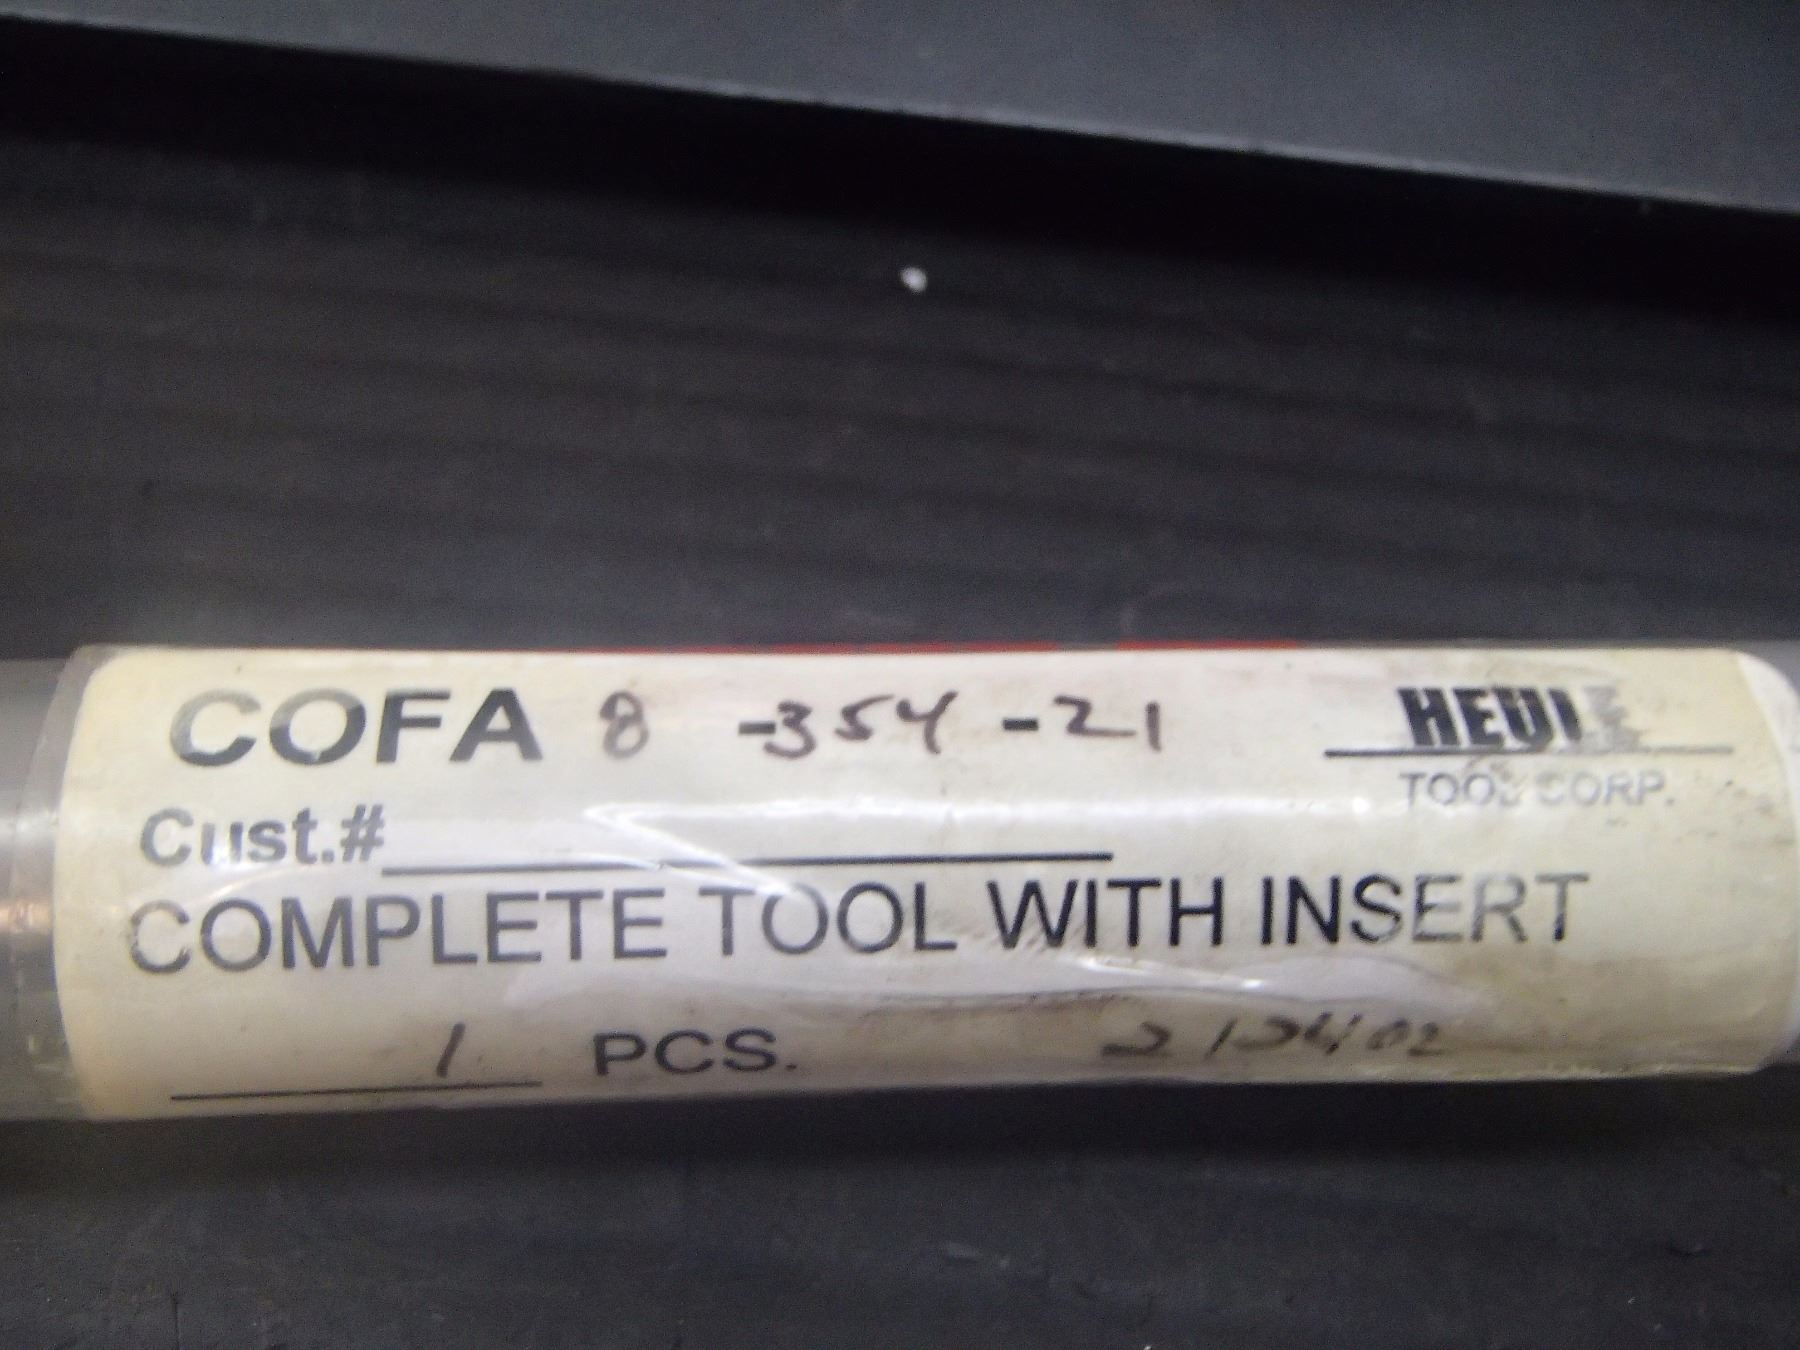 COFA 8 -354-21
HEULE
TOOL CORP.
Cust.#
COMPLETE TOOL WITH INSERT
1 PCS.